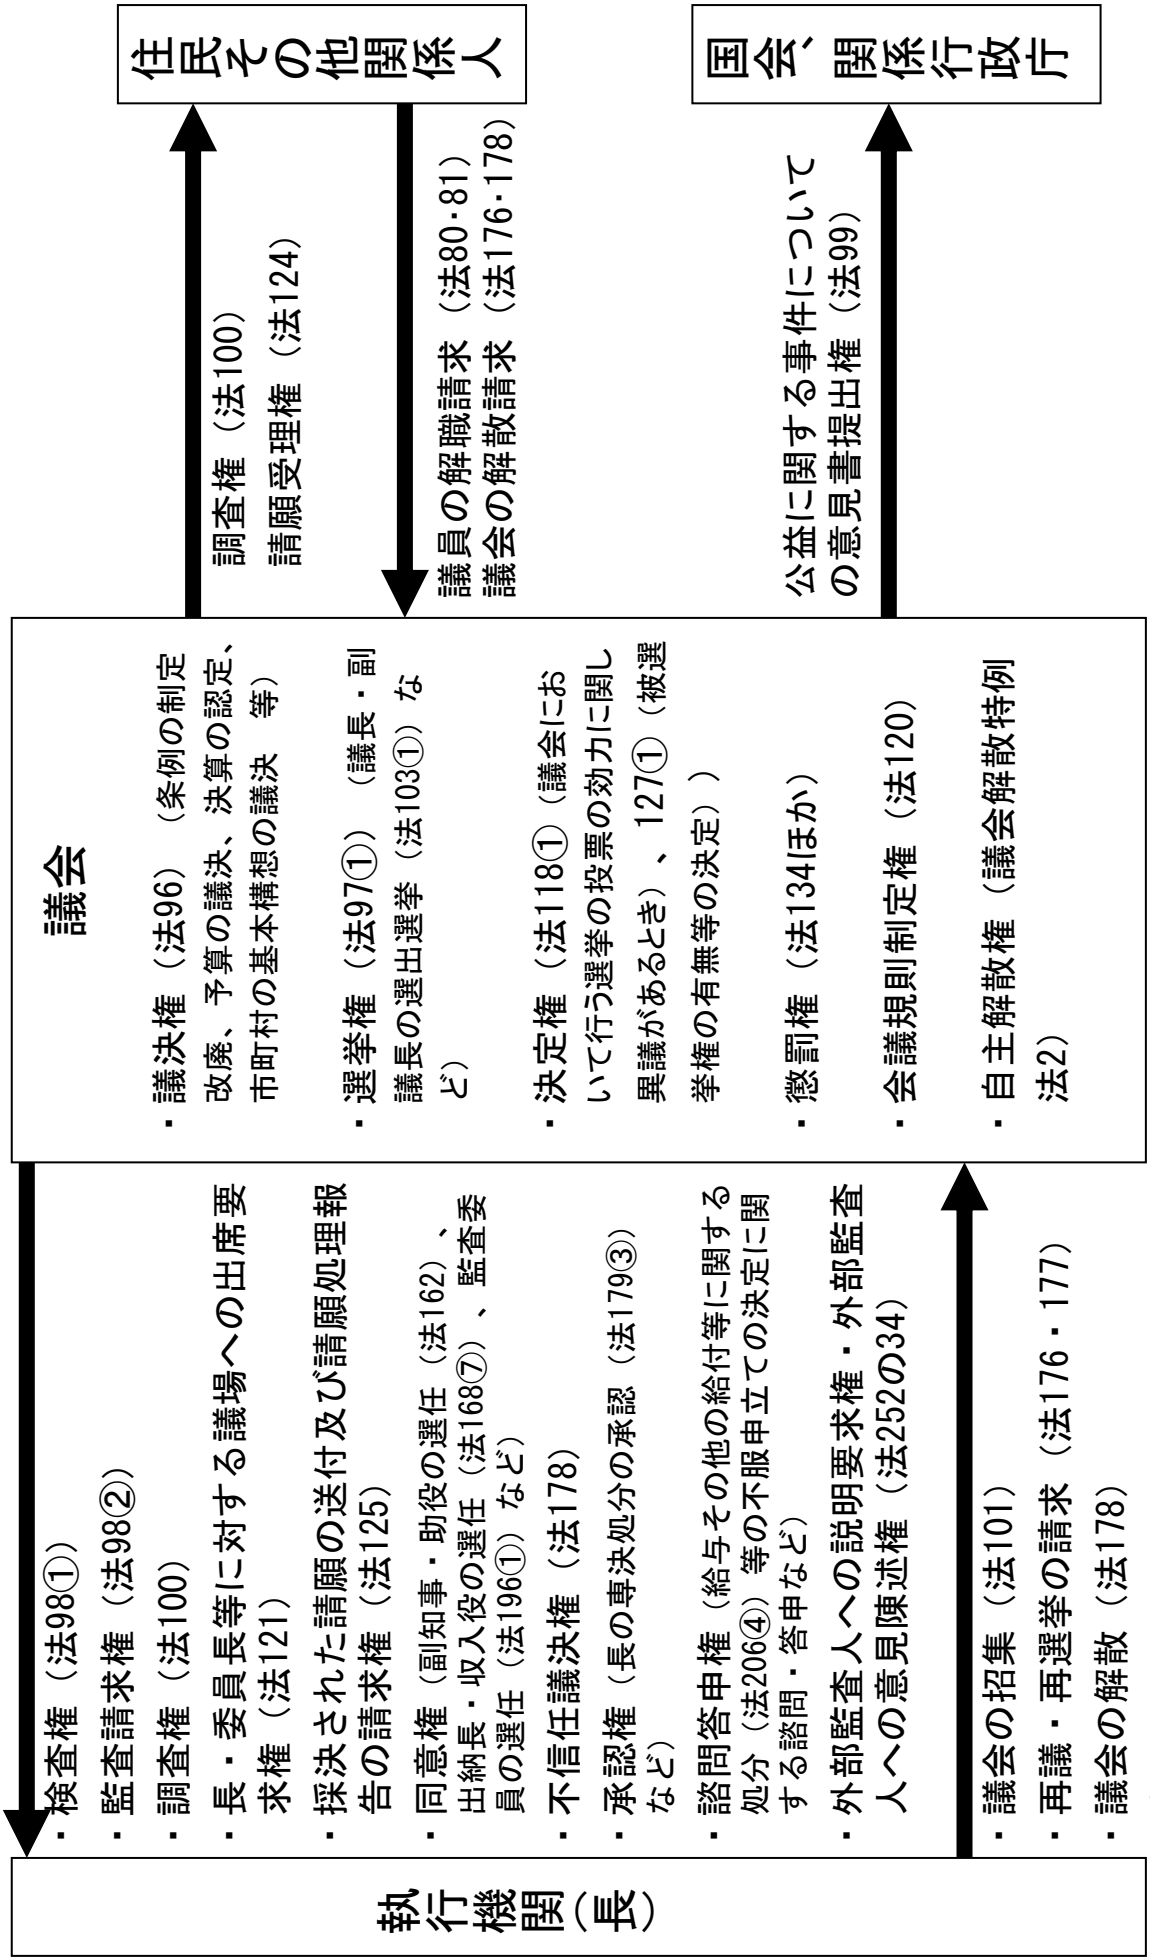 執行機関(長)
・検査権（法98①）
・監査請求権（法98②）
・調査権（法100）
・長・委員長等に対する議場への出席要
求権（法121）
・採決された請願の送付及び請願処理報
告の請求権（法125）
・同意権（副知事・助役の選任（法162）、
出納長・収入役の選任（法168⑦）、監査委
員の選任（法196①）など）
・不信任議決権（法178）
・承認権（長の専決処分の承認（法179③）
など）
・諮問答申権（給与その他の給付等に関する
処分（法206④）等の不服申立ての決定に関
する諮問・答申など）
・外部監査人への説明要求権・外部監査
人への意見陳述権（法252の34）
・議会の招集（法101）
・再議・再選挙の請求（法176・177）
・議会の解散（法178）
議会
・議決権（法96）（条例の制定
改廃、予算の議決、決算の認定、
市町村の基本構想の議決　等）
・選挙権（法97①）（議長・副
議長の選出選挙（法103①）な
ど）
・決定権（法118①（議会にお
いて行う選挙の投票の効力に関し
異議があるとき）、127①（被選
挙権の有無等の決定））
・懲罰権（法134ほか）
・会議規則制定権（法120）
・自主解散権（議会解散特例
法2）
調査権（法100）
請願受理権（法124）
議員の解職請求（法80・81）
議会の解散請求（法176・178）
公益に関する事件について
の意見書提出権（法99）
住民その他関係人
国会、関係行政庁